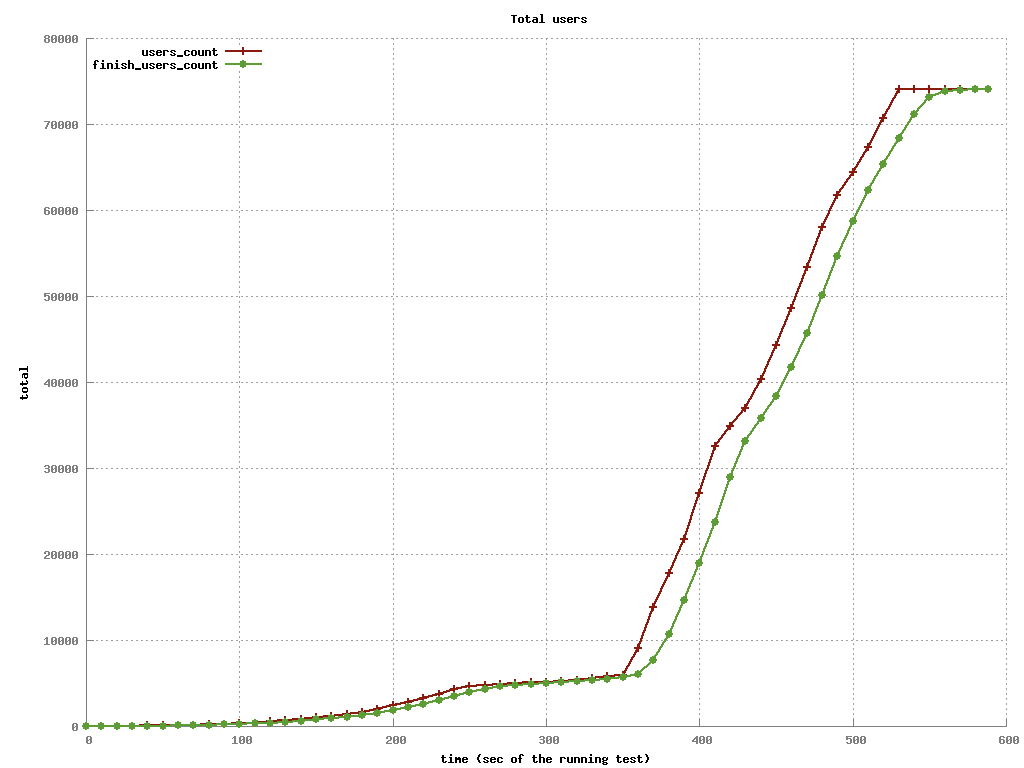 Total users
80000
users_count
finish_users_count
70000
60000
50000
40000
total
30000
20000
10000
0
0 100 200 300 400 500 600
time (sec of the running test)